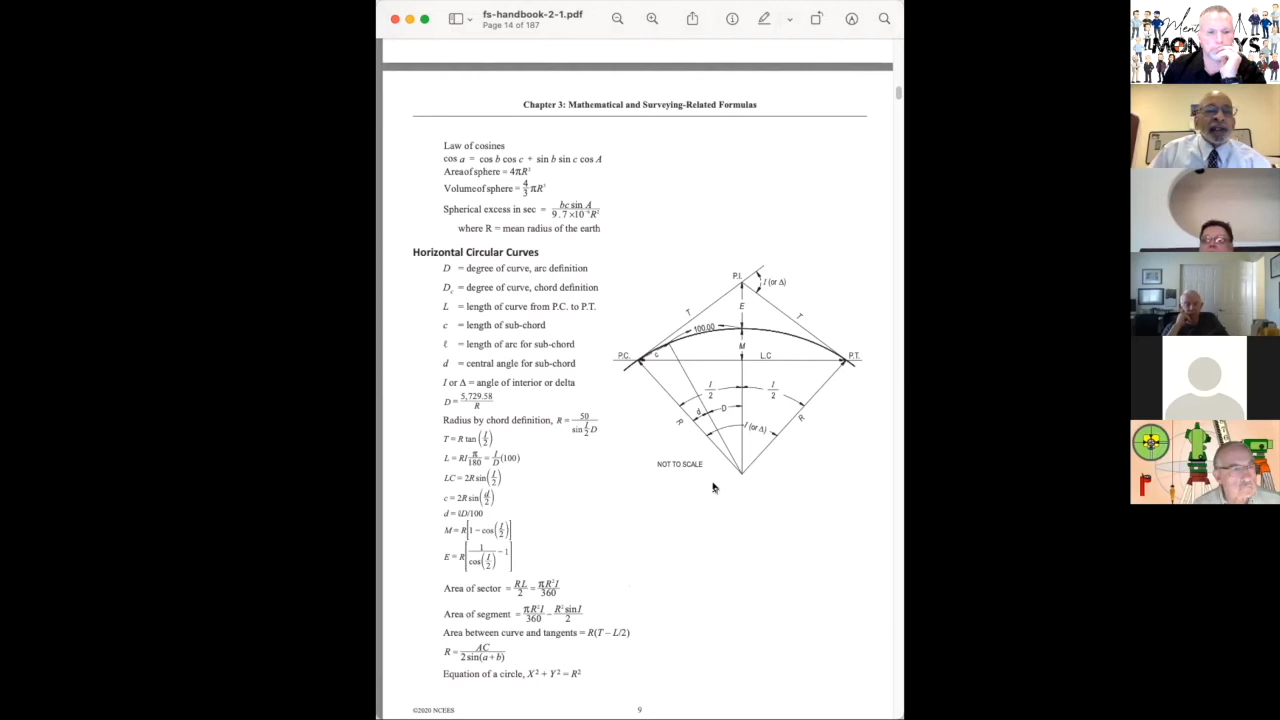 fs-handbook-2-1.pdf
Page 14 of 187
Chapter 3: Mathematical and Surveying-Related Formulas
Law of cosines
cos a = cos b cos c + sin b sin c cos A
Area of sphere = 4πR²
Volume of sphere = 4/3 πR³
Spherical excess in sec = bc sin A / 9.7 × 10⁻⁶ R²
where R = mean radius of the earth
Horizontal Circular Curves
D = degree of curve, arc definition
D_c = degree of curve, chord definition
L = length of curve from P.C. to P.T.
c = length of sub-chord
ℓ = length of arc for sub-chord
d = central angle for sub-chord
I or Δ = angle of interior or delta
D = 5,729.58 / R
Radius by chord definition, R = 50 / sin ½ D
T = R tan (I/2)
L = RI π/180 = I/D (100)
LC = 2R sin (I/2)
c = 2R sin (d/2)
d = ℓD/100
M = R[1 − cos(I/2)]
E = R[1/cos(I/2) − 1]
Area of sector = RL/2 = πR²I/360
Area of segment = πR²I/360 − R² sin I/2
Area between curve and tangents = R(T – L/2)
R = AC / 2 sin(a + b)
Equation of a circle, X² + Y² = R²
P.I.
I (or Δ)
T
E
T
100.00
c
M
P.C.
L.C
P.T.
I/2
I/2
d
D
R
I (or Δ)
R
NOT TO SCALE
©2020 NCEES
9